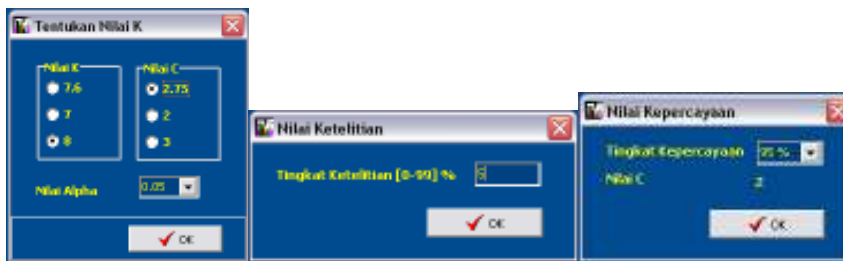 Tentukan Nilai K
Nilai K
Nilai C
7,6
2.75
7
2
8
3
Nilai Alpha
0.05
OK
Nilai Ketelitian
Tingkat Ketelitian [0-99] %
5
OK
Nilai Kepercayaan
Tingkat Kepercayaan
95 %
Nilai C
2
OK